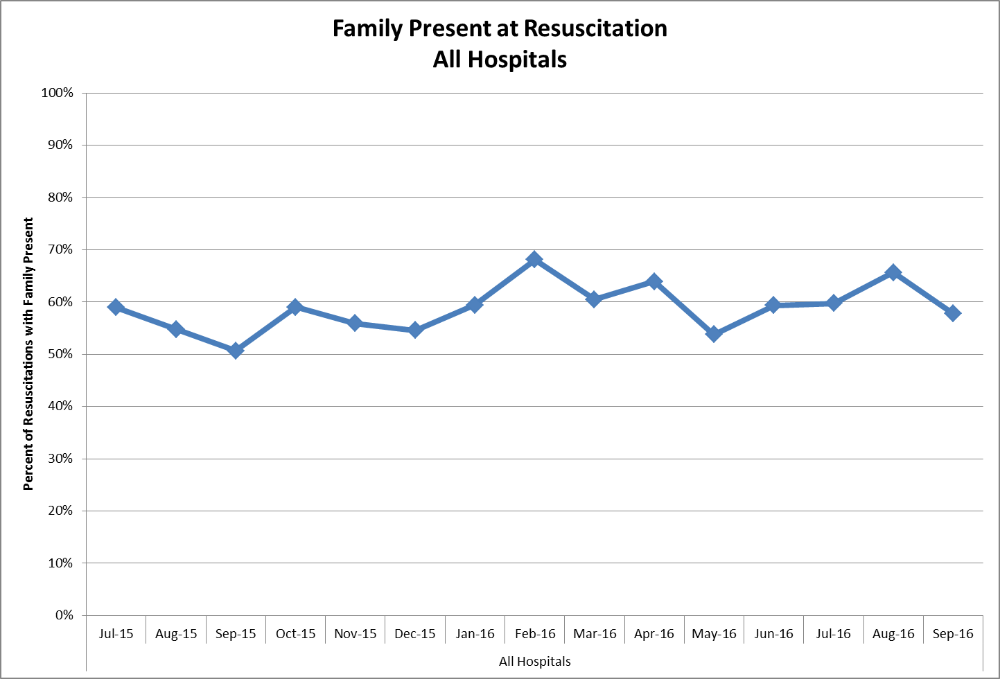 Family Present at Resuscitation
All Hospitals
Percent of Resuscitations with Family Present
100%
90%
80%
70%
60%
50%
40%
30%
20%
10%
0%
Jul-15 Aug-15 Sep-15 Oct-15 Nov-15 Dec-15 Jan-16 Feb-16 Mar-16 Apr-16 May-16 Jun-16 Jul-16 Aug-16 Sep-16
All Hospitals